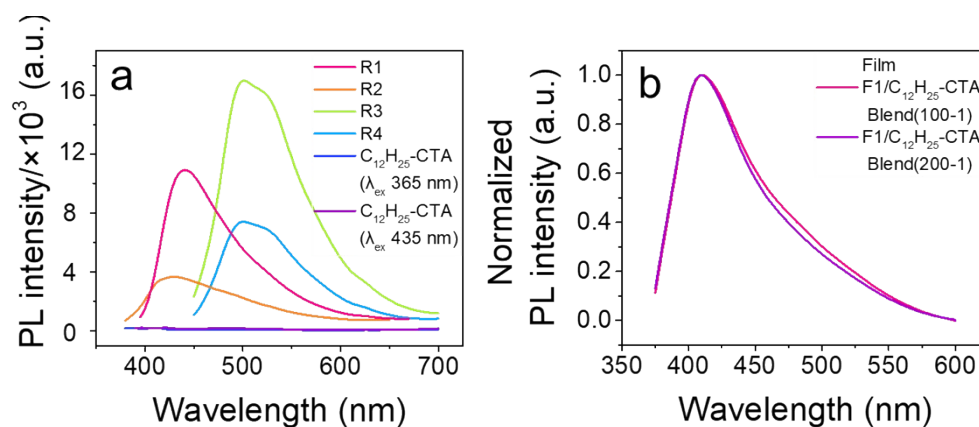 a
PL intensity/×10³ (a.u.)
16
12
8
4
0
400 500 600 700
Wavelength (nm)
R1
R2
R3
R4
C₁₂H₂₅-CTA
(λₑₓ 365 nm)
C₁₂H₂₅-CTA
(λₑₓ 435 nm)
b
Normalized
PL intensity (a.u.)
1.0
0.8
0.6
0.4
0.2
0.0
350 400 450 500 550 600
Wavelength (nm)
Film
F1/C₁₂H₂₅-CTA
Blend(100-1)
F1/C₁₂H₂₅-CTA
Blend(200-1)